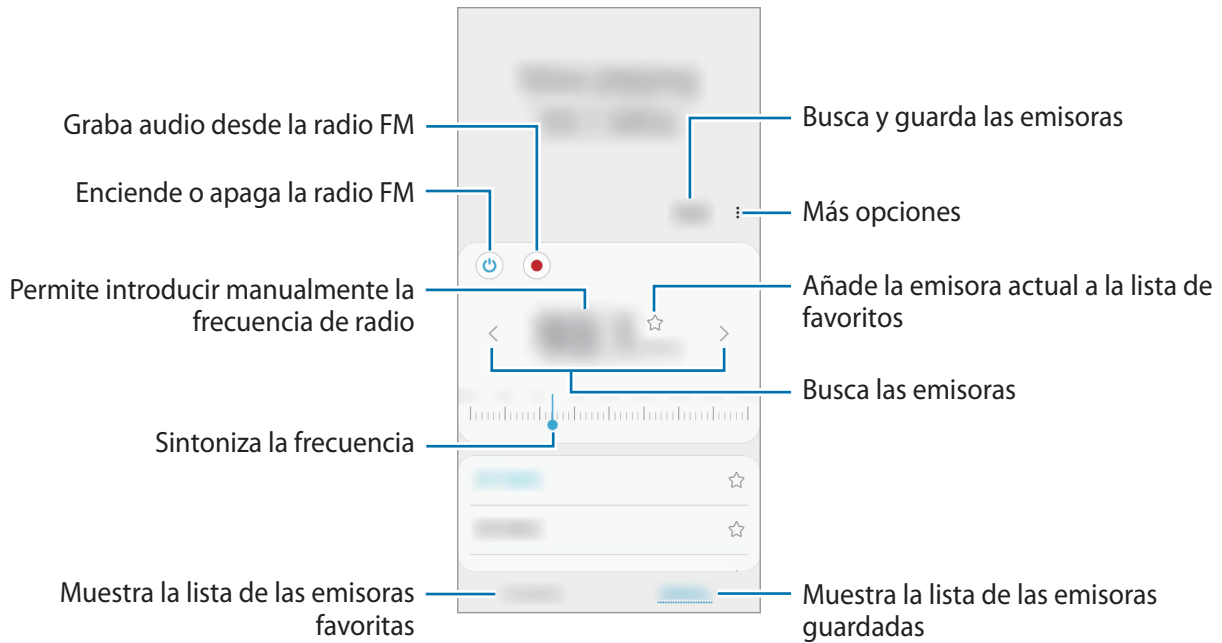 Graba audio desde la radio FM
Enciende o apaga la radio FM
Permite introducir manualmente la
frecuencia de radio
Sintoniza la frecuencia
Muestra la lista de las emisoras
favoritas
Busca y guarda las emisoras
Más opciones
Añade la emisora actual a la lista de
favoritos
Busca las emisoras
Muestra la lista de las emisoras
guardadas